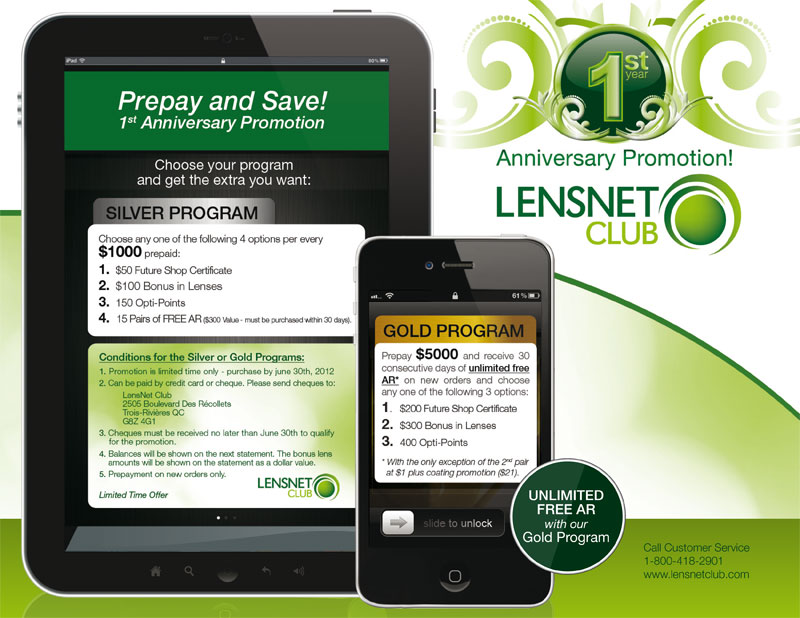 iPad
86%
Prepay and Save!
1st Anniversary Promotion
Choose your program
and get the extra you want:
SILVER PROGRAM
Choose any one of the following 4 options per every
$1000 prepaid:
1. $50 Future Shop Certificate
2. $100 Bonus in Lenses
3. 150 Opti-Points
4. 15 Pairs of FREE AR ($300 Value - must be purchased within 30 days).
Conditions for the Silver or Gold Programs:
1. Promotion is limited time only - purchase by june 30th, 2012
2. Can be paid by credit card or cheque. Please send cheques to:
LensNet Club
2505 Boulevard Des Récollets
Trois-Rivières QC
G8Z 4G1
3. Cheques must be received no later than June 30th to qualify
for the promotion.
4. Balances will be shown on the next statement. The bonus lens
amounts will be shown on the statement as a dollar value.
5. Prepayment on new orders only.
Limited Time Offer
LENSNET
CLUB
1st
year
Anniversary Promotion!
LENSNET
CLUB
61%
GOLD PROGRAM
Prepay $5000 and receive 30
consecutive days of unlimited free
AR* on new orders and choose
any one of the following 3 options:
1. $200 Future Shop Certificate
2. $300 Bonus in Lenses
3. 400 Opti-Points
* With the only exception of the 2nd pair
at $1 plus coating promotion ($21).
slide to unlock
UNLIMITED
FREE AR
with our
Gold Program
Call Customer Service
1-800-418-2901
www.lensnetclub.com